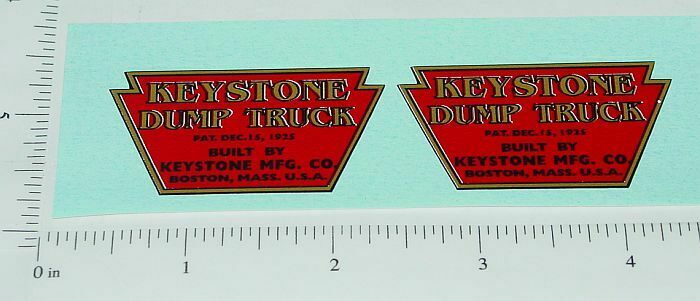 KEYSTONE
DUMP TRUCK
PAT. DEC. 15, 1925
BUILT BY
KEYSTONE MFG. CO.
BOSTON, MASS. U.S.A.
KEYSTONE
DUMP TRUCK
PAT. DEC. 15, 1925
BUILT BY
KEYSTONE MFG. CO.
BOSTON, MASS. U.S.A.
5
0 in 1 2 3 4